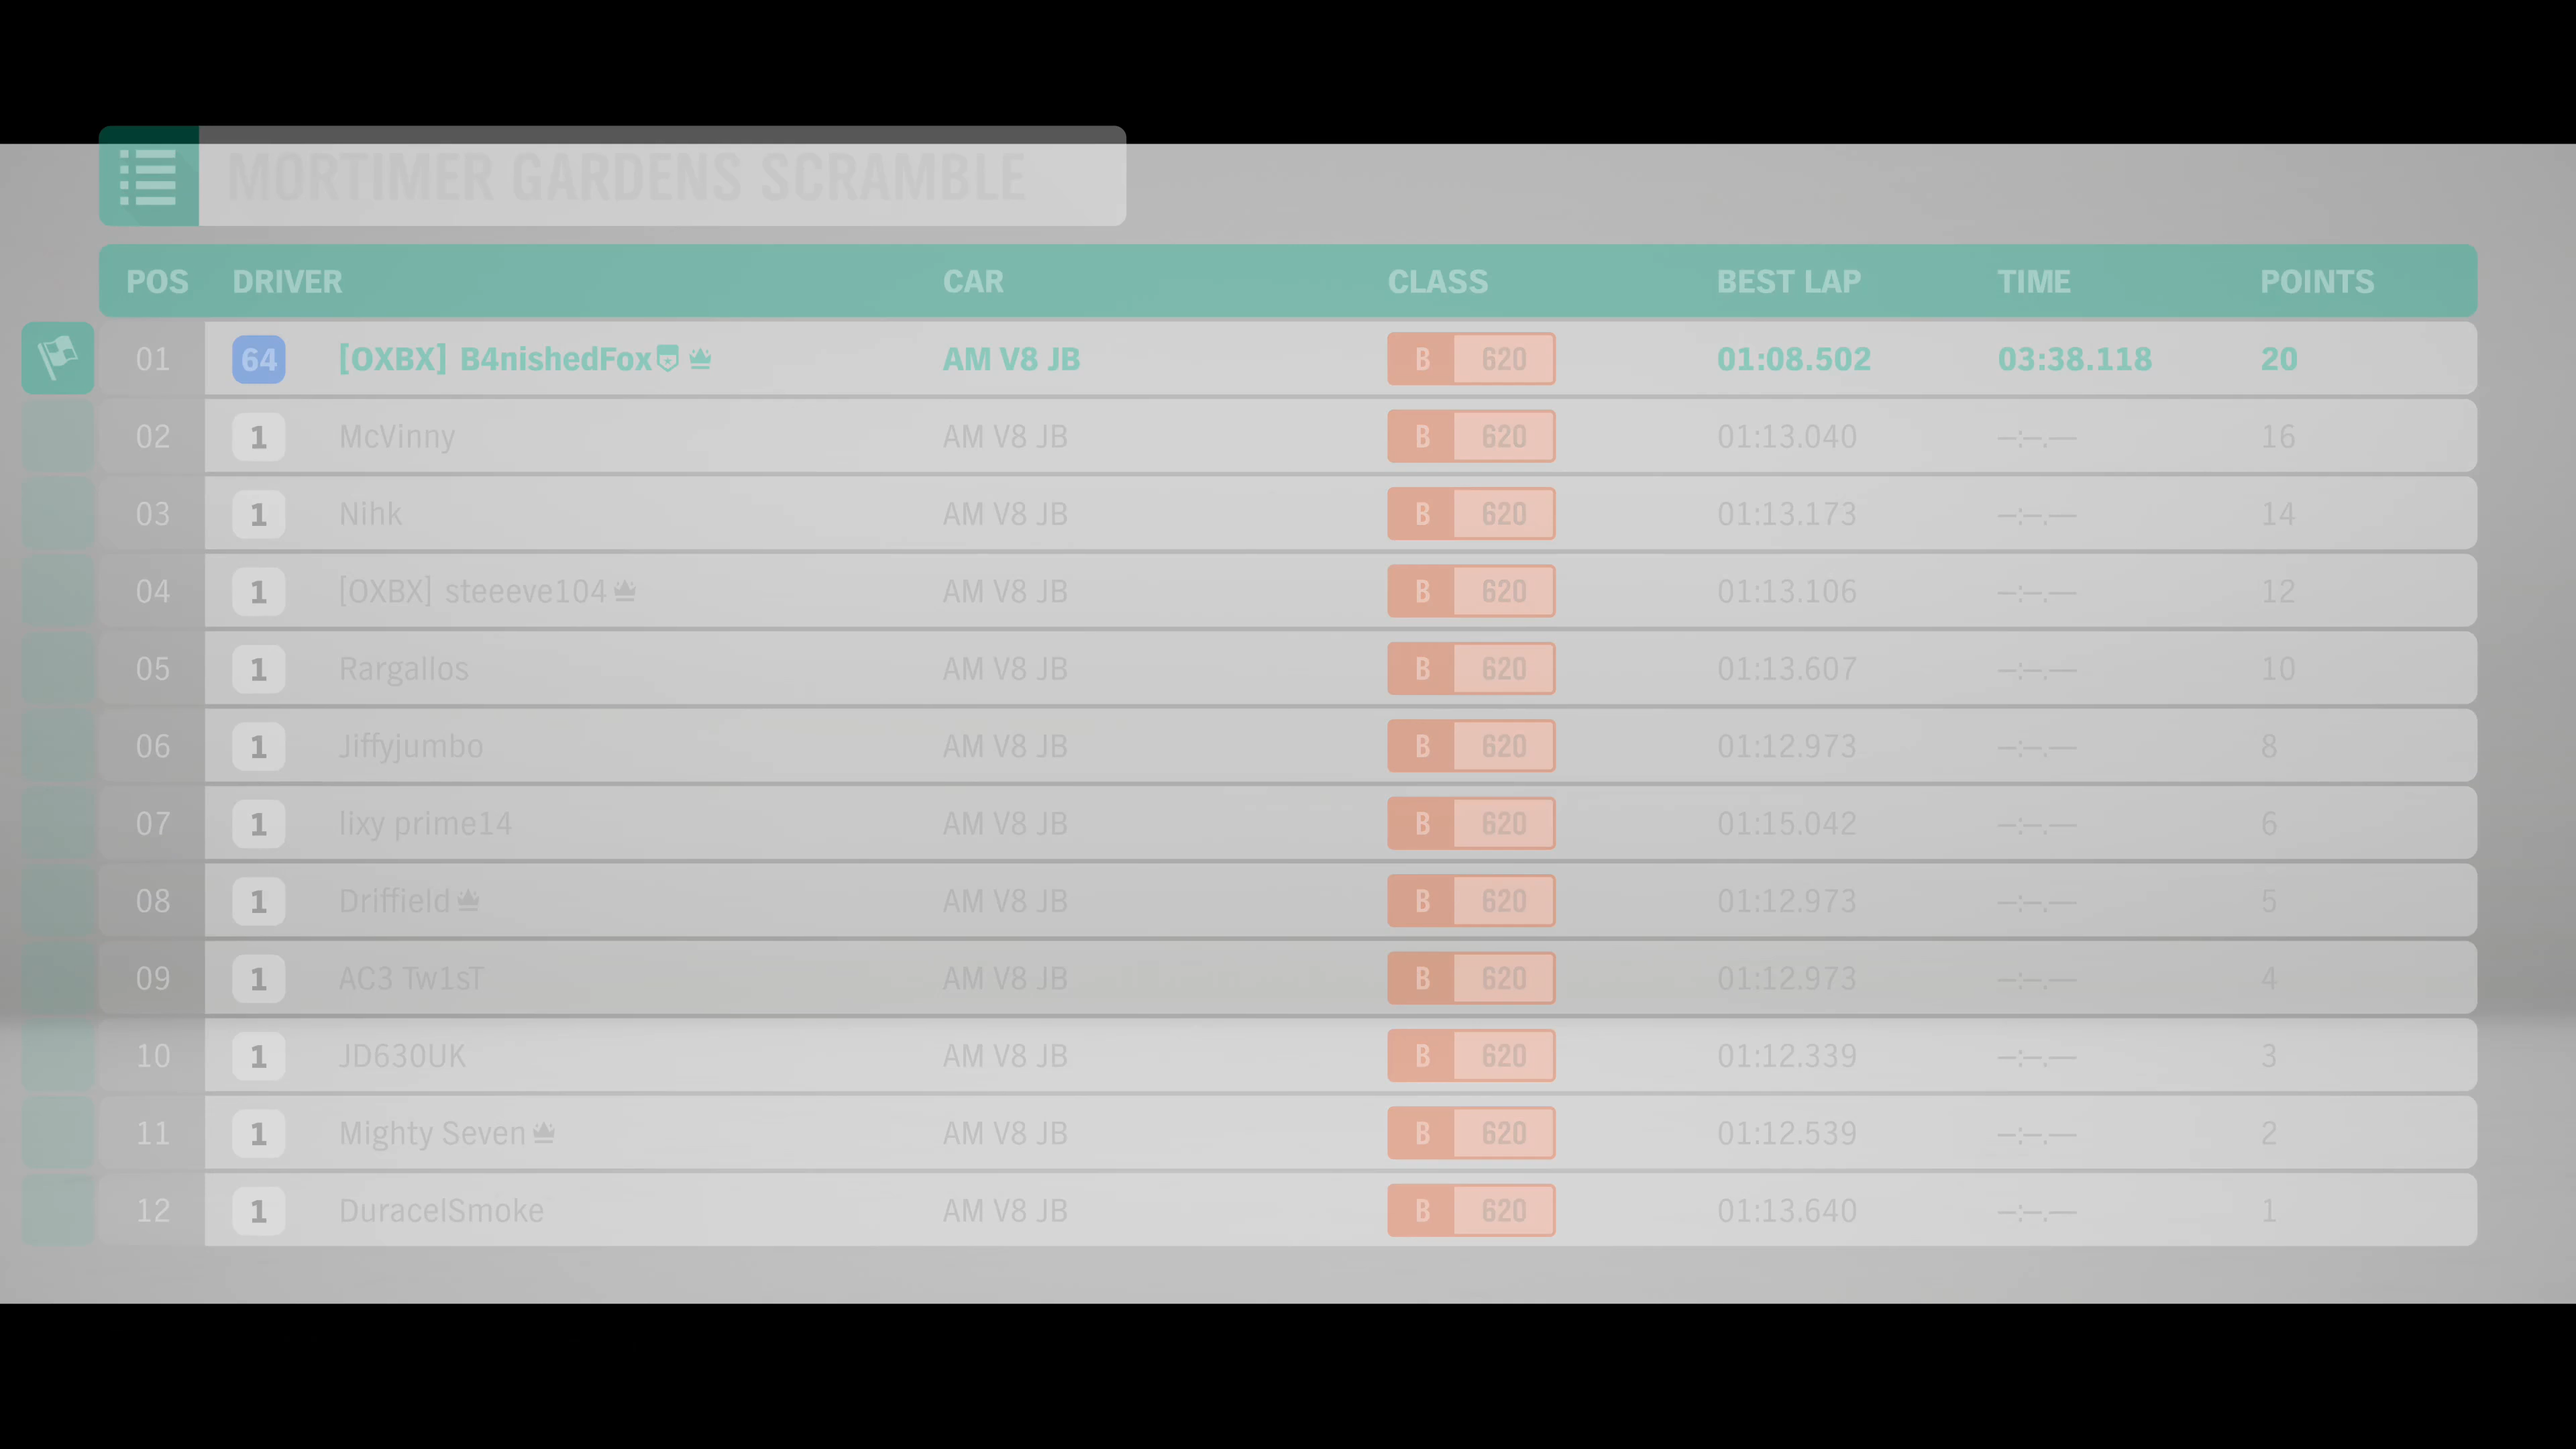 MORTIMER GARDENS SCRAMBLE
POS DRIVER CAR CLASS BEST LAP TIME POINTS
01 64 [OXBX] B4nishedFox AM V8 JB B 620 01:08.502 03:38.118 20
02 1 McVinny AM V8 JB B 620 01:13.040 --:--.--- 16
03 1 Nihk AM V8 JB B 620 01:13.173 --:--.--- 14
04 1 [OXBX] steeeve104 AM V8 JB B 620 01:13.106 --:--.--- 12
05 1 Rargallos AM V8 JB B 620 01:13.607 --:--.--- 10
06 1 Jiffyjumbo AM V8 JB B 620 01:12.973 --:--.--- 8
07 1 lixy prime14 AM V8 JB B 620 01:15.042 --:--.--- 6
08 1 Driffield AM V8 JB B 620 01:12.973 --:--.--- 5
09 1 AC3 Tw1sT AM V8 JB B 620 01:12.973 --:--.--- 4
10 1 JD630UK AM V8 JB B 620 01:12.339 --:--.--- 3
11 1 Mighty Seven AM V8 JB B 620 01:12.539 --:--.--- 2
12 1 DuracelSmoke AM V8 JB B 620 01:13.640 --:--.--- 1